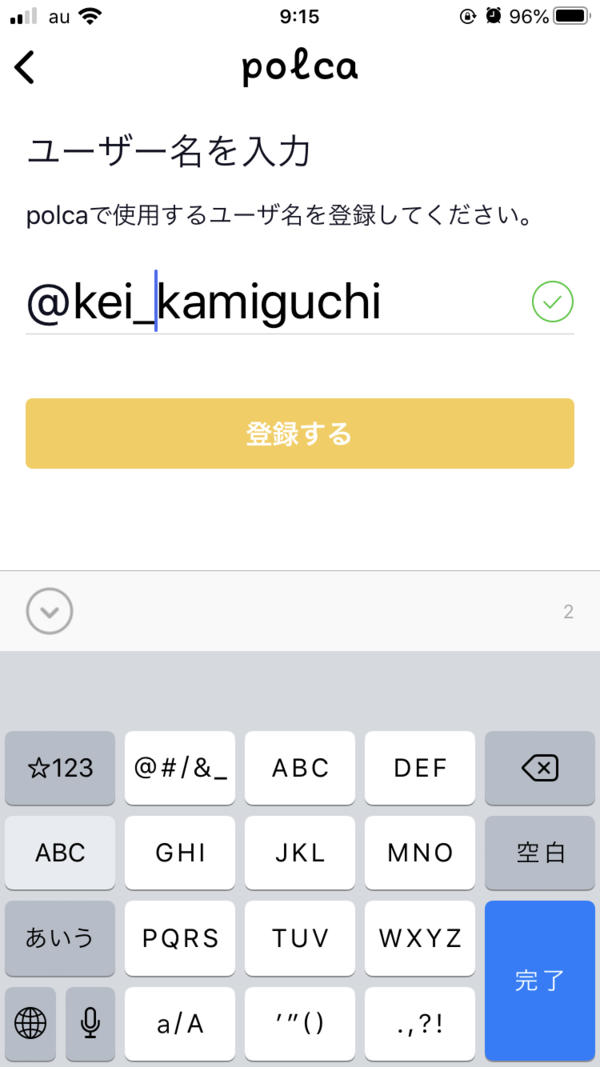 au 9:15 96%
polca
ユーザー名を入力
polcaで使用するユーザ名を登録してください。
@kei_kamiguchi
登録する
2
☆123 @#/&_ ABC DEF
ABC GHI JKL MNO 空白
あいう PQRS TUV WXYZ 完了
a/A ’”() .,?!